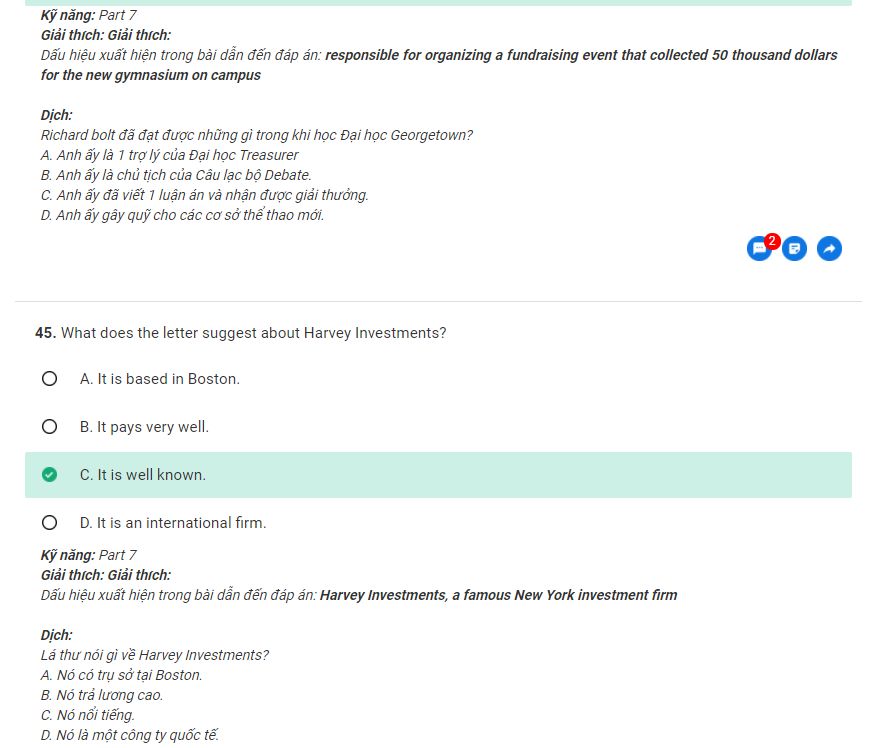 Kỹ năng: Part 7
Giải thích: Giải thích:
Dấu hiệu xuất hiện trong bài dẫn đến đáp án: responsible for organizing a fundraising event that collected 50 thousand dollars
for the new gymnasium on campus
Dịch:
Richard bolt đã đạt được những gì trong khi học Đại học Georgetown?
A. Anh ấy là 1 trợ lý của Đại học Treasurer
B. Anh ấy là chủ tịch của Câu lạc bộ Debate.
C. Anh ấy đã viết 1 luận án và nhận được giải thưởng.
D. Anh ấy gây quỹ cho các cơ sở thể thao mới.
2
45. What does the letter suggest about Harvey Investments?
A. It is based in Boston.
B. It pays very well.
C. It is well known.
D. It is an international firm.
Kỹ năng: Part 7
Giải thích: Giải thích:
Dấu hiệu xuất hiện trong bài dẫn đến đáp án: Harvey Investments, a famous New York investment firm
Dịch:
Lá thư nói gì về Harvey Investments?
A. Nó có trụ sở tại Boston.
B. Nó trả lương cao.
C. Nó nổi tiếng.
D. Nó là một công ty quốc tế.